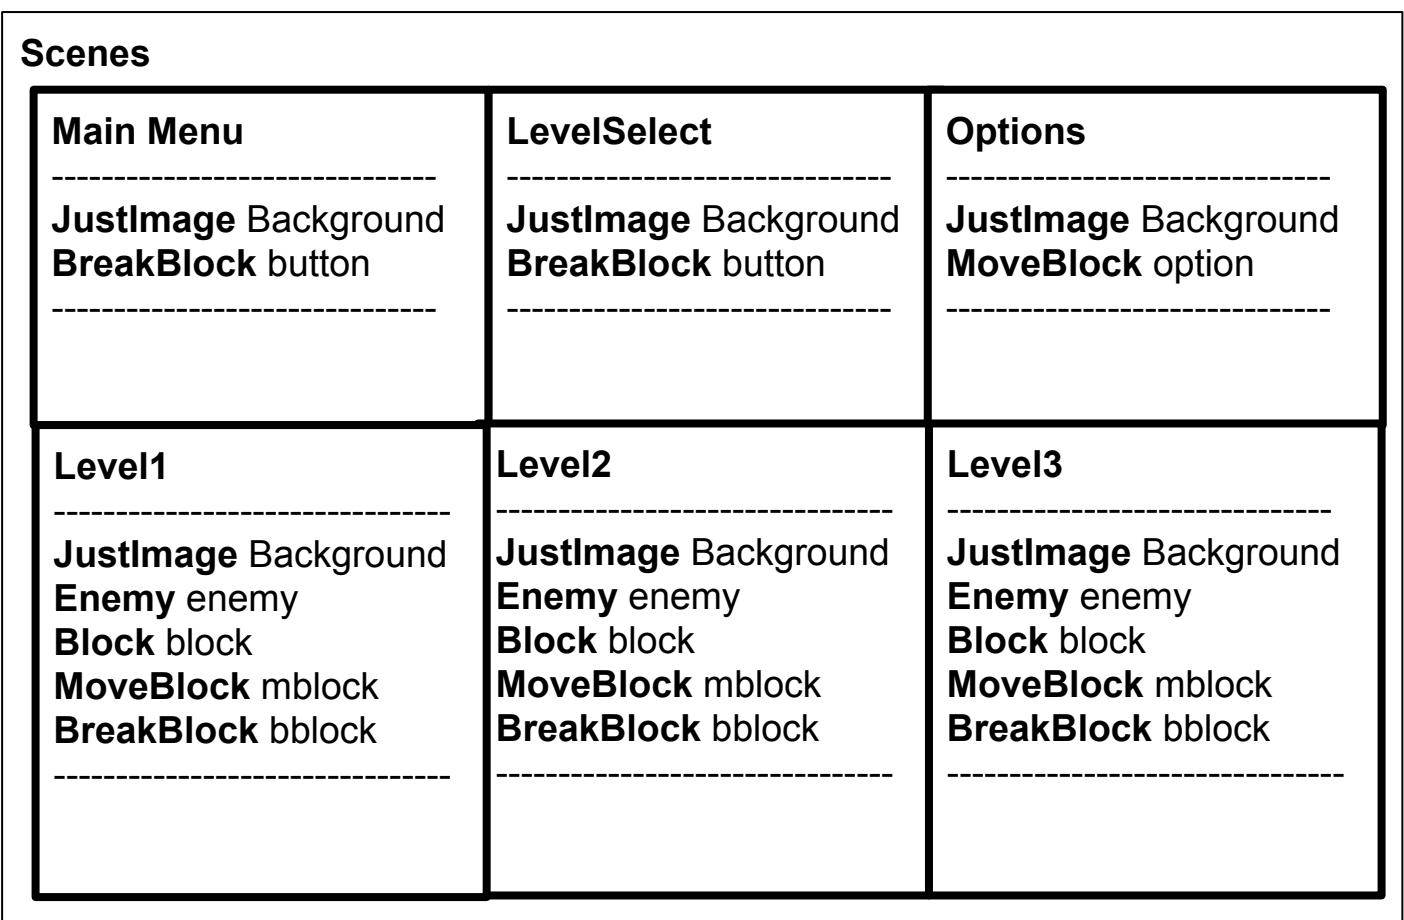 Scenes
Main Menu
-------------------------------
JustImage Background
BreakBlock button
-------------------------------
LevelSelect
-------------------------------
JustImage Background
BreakBlock button
-------------------------------
Options
-------------------------------
JustImage Background
MoveBlock option
-------------------------------
Level1
--------------------------------
JustImage Background
Enemy enemy
Block block
MoveBlock mblock
BreakBlock bblock
--------------------------------
Level2
--------------------------------
JustImage Background
Enemy enemy
Block block
MoveBlock mblock
BreakBlock bblock
--------------------------------
Level3
-------------------------------
JustImage Background
Enemy enemy
Block block
MoveBlock mblock
BreakBlock bblock
--------------------------------